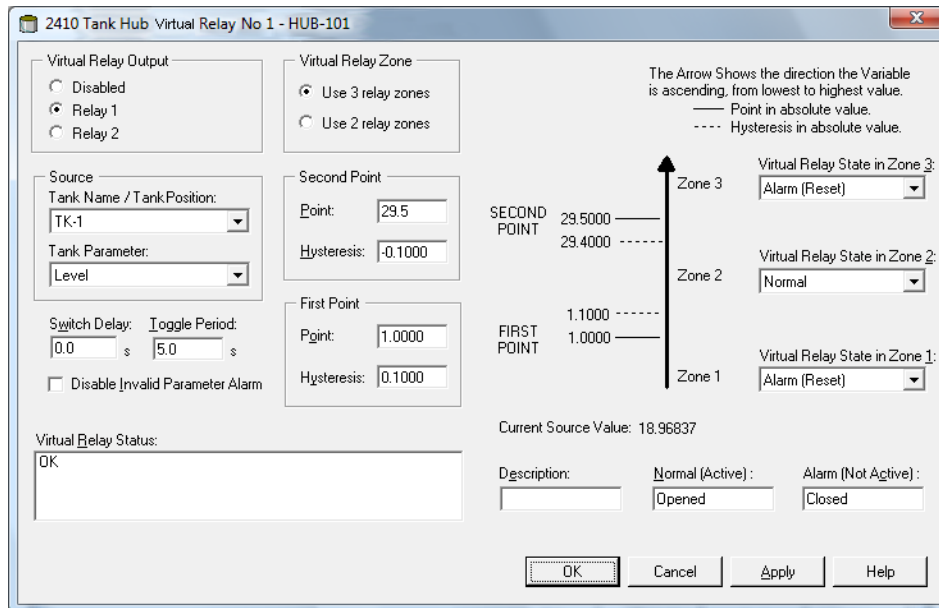 2410 Tank Hub Virtual Relay No 1 - HUB-101
Virtual Relay Output
Disabled
Relay 1
Relay 2
Virtual Relay Zone
Use 3 relay zones
Use 2 relay zones
The Arrow Shows the direction the Variable
is ascending, from lowest to highest value.
Point in absolute value.
Hysteresis in absolute value.
Source
Tank Name / TankPosition:
TK-1
Tank Parameter:
Level
Second Point
Point: 29.5
Hysteresis: -0.1000
First Point
Point: 1.0000
Hysteresis: 0.1000
Switch Delay:
0.0 s
Toggle Period:
5.0 s
Disable Invalid Parameter Alarm
SECOND
POINT
29.5000
29.4000
FIRST
POINT
1.1000
1.0000
Zone 3
Zone 2
Zone 1
Virtual Relay State in Zone 3:
Alarm (Reset)
Virtual Relay State in Zone 2:
Normal
Virtual Relay State in Zone 1:
Alarm (Reset)
Current Source Value: 18.96837
Virtual Relay Status:
OK
Description:
Normal (Active) :
Opened
Alarm (Not Active) :
Closed
OK
Cancel
Apply
Help